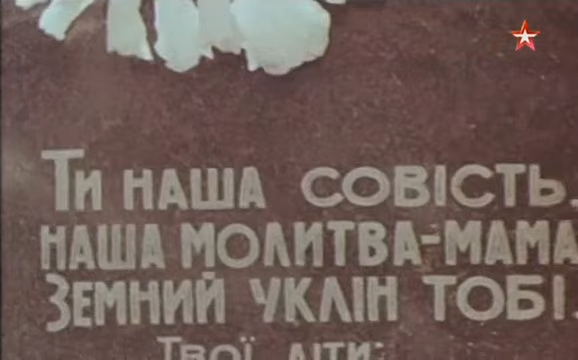 Ти наша совість,
наша молитва-мама
Земний уклін тобі.
Твої діти: